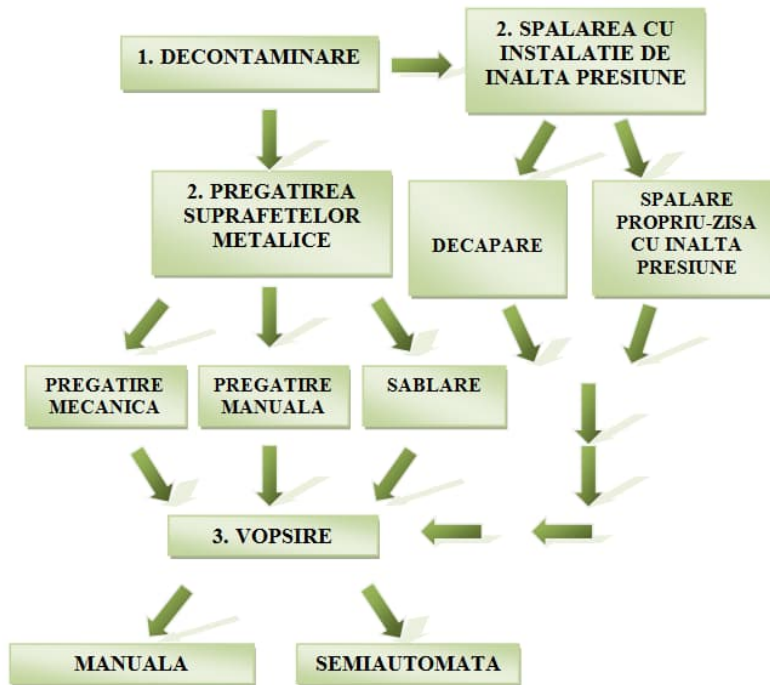 1. DECONTAMINARE
2. SPALAREA CU
INSTALATIE DE
INALTA PRESIUNE
2. PREGATIREA
SUPRAFETELOR
METALICE
DECAPARE
SPALARE
PROPRIU-ZISA
CU INALTA
PRESIUNE
PREGATIRE
MECANICA
PREGATIRE
MANUALA
SABLARE
3. VOPSIRE
MANUALA
SEMIAUTOMATA